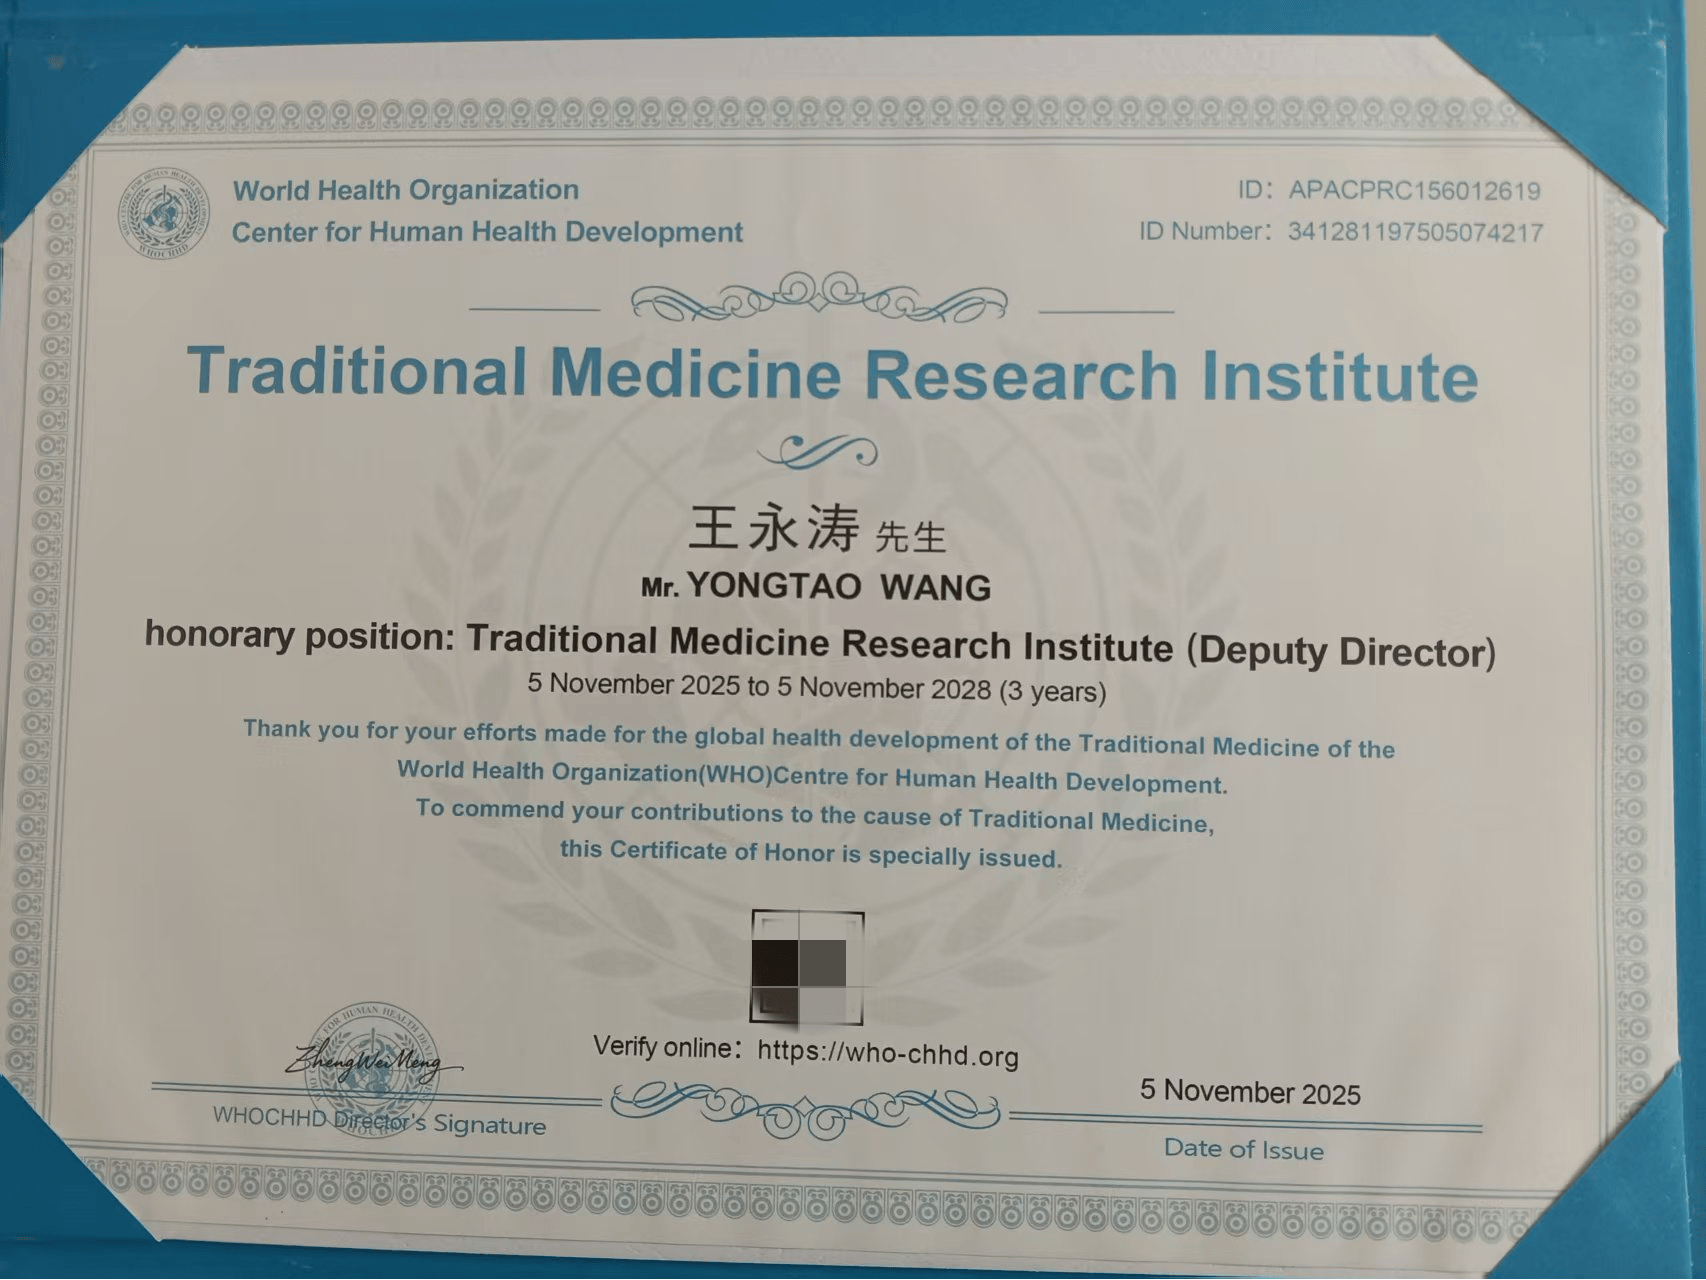 World Health Organization
Center for Human Health Development
ID: APACPRC156012619
ID Number: 341281197505074217
Traditional Medicine Research Institute
王永涛 先生
Mr. YONGTAO WANG
honorary position: Traditional Medicine Research Institute (Deputy Director)
5 November 2025 to 5 November 2028 (3 years)
Thank you for your efforts made for the global health development of the Traditional Medicine of the
World Health Organization(WHO)Centre for Human Health Development.
To commend your contributions to the cause of Traditional Medicine,
this Certificate of Honor is specially issued.
Verify online: https://who-chhd.org
ZhengWeiMeng
WHOCHHD Director's Signature
5 November 2025
Date of Issue
WHOCHHD